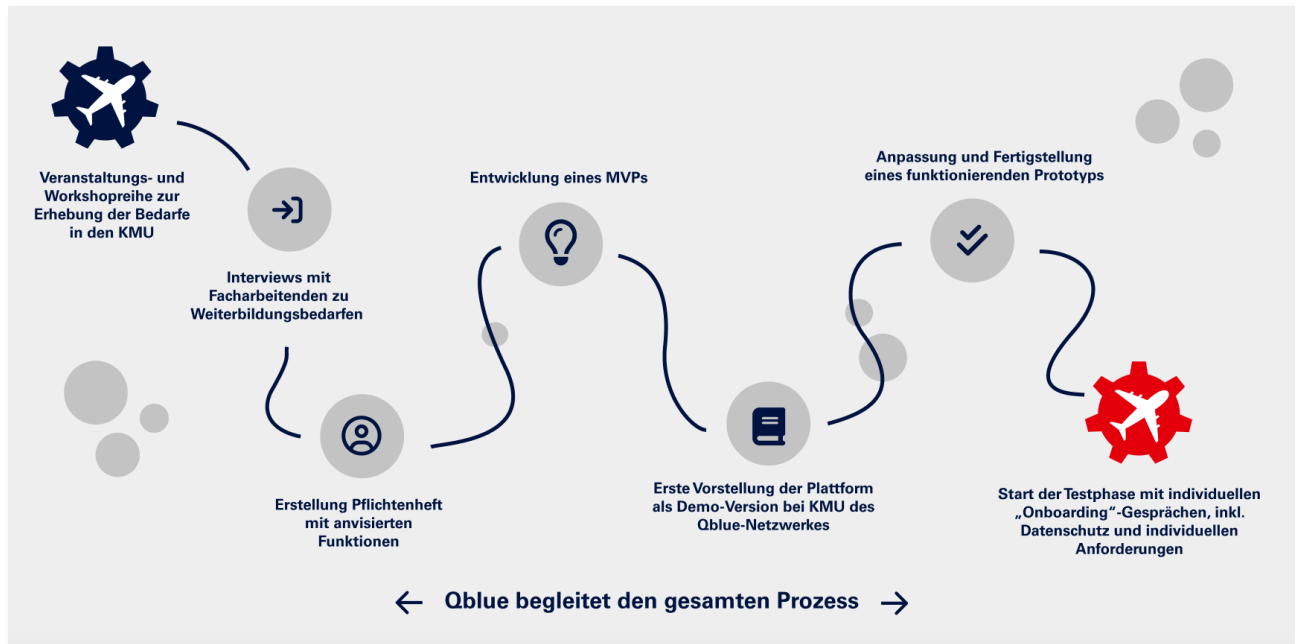 Veranstaltungs- und
Workshopreihe zur
Erhebung der Bedarfe
in den KMU
Interviews mit
Facharbeitenden zu
Weiterbildungsbedarfen
Erstellung Pflichtenheft
mit anvisierten
Funktionen
Entwicklung eines MVPs
Erste Vorstellung der Plattform
als Demo-Version bei KMU des
Qblue-Netzwerkes
Anpassung und Fertigstellung
eines funktionierenden Prototyps
Start der Testphase mit individuellen
„Onboarding“-Gesprächen, inkl.
Datenschutz und individuellen
Anforderungen
← Qblue begleitet den gesamten Prozess →